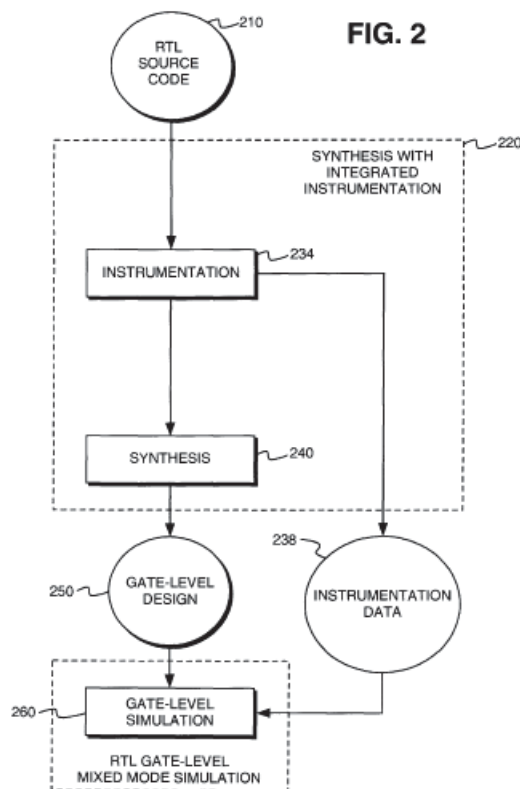 210
FIG. 2
RTL
SOURCE
CODE
220
SYNTHESIS WITH
INTEGRATED
INSTRUMENTATION
234
INSTRUMENTATION
SYNTHESIS
240
238
250
GATE-LEVEL
DESIGN
INSTRUMENTATION
DATA
260
GATE-LEVEL
SIMULATION
RTL GATE-LEVEL
MIXED MODE SIMULATION